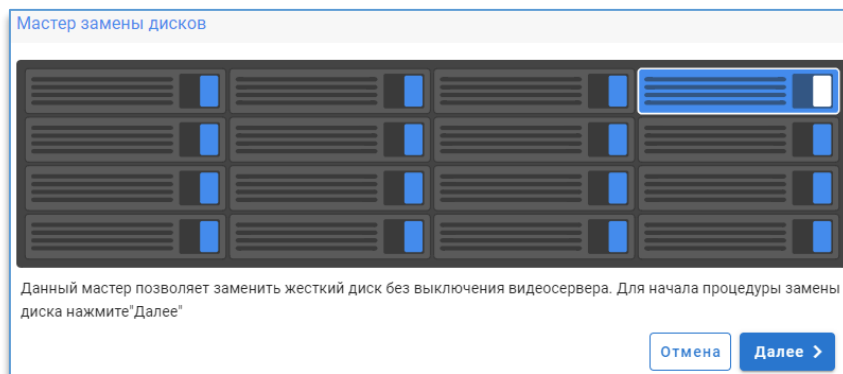 Мастер замены дисков
Данный мастер позволяет заменить жесткий диск без выключения видеосервера. Для начала процедуры замены
диска нажмите"Далее"
Отмена
Далее